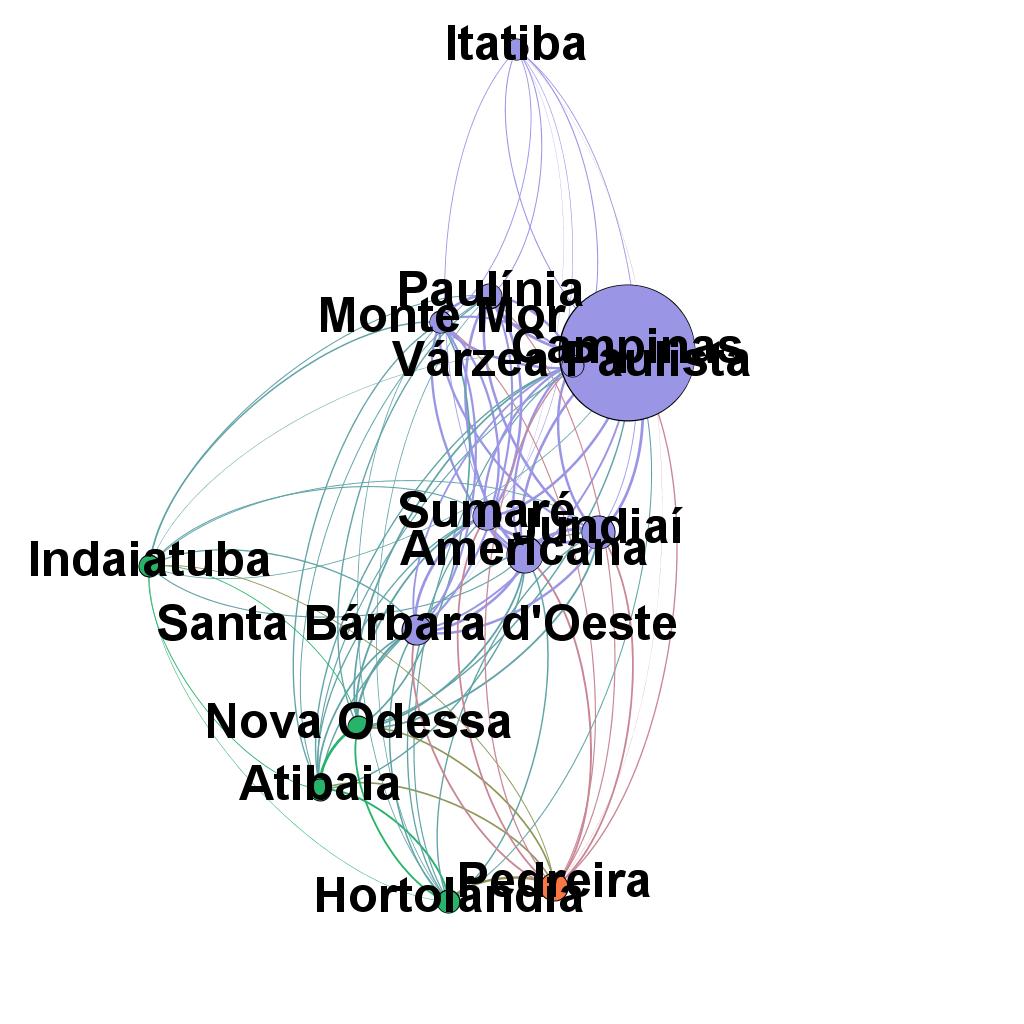 Itatiba
Paulínia
Monte Mor
Campinas
Várzea Paulista
Sumaré
Jundiaí
Americana
Indaiatuba
Santa Bárbara d'Oeste
Nova Odessa
Atibaia
Pedreira
Hortolândia